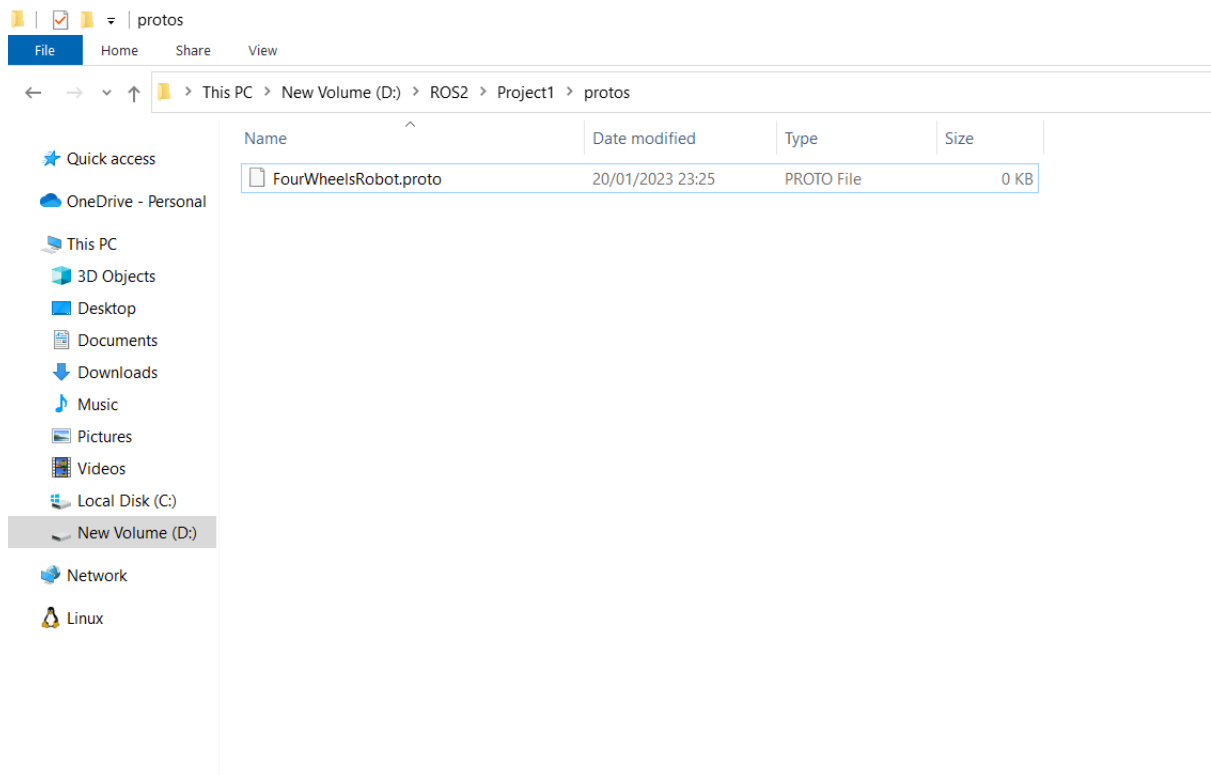 protos
File Home Share View
This PC New Volume (D:) ROS2 Project1 protos
Name Date modified Type Size
Quick access
FourWheelsRobot.proto 20/01/2023 23:25 PROTO File 0 KB
OneDrive - Personal
This PC
3D Objects
Desktop
Documents
Downloads
Music
Pictures
Videos
Local Disk (C:)
New Volume (D:)
Network
Linux